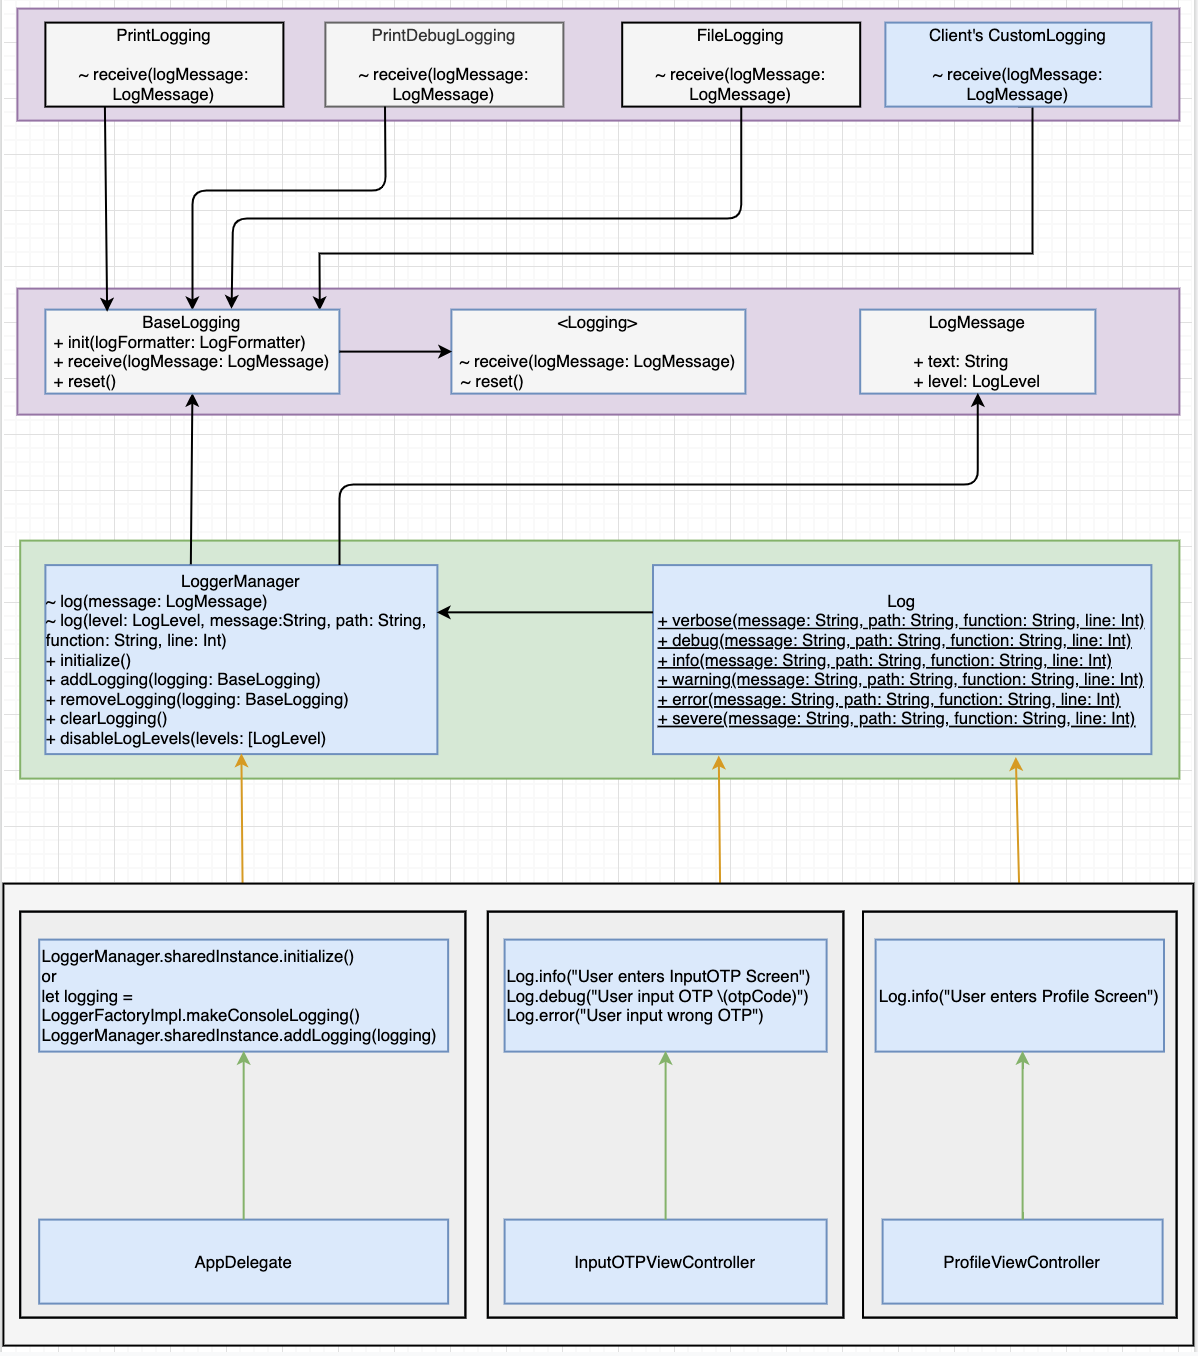 PrintLogging
~ receive(logMessage:
LogMessage)
PrintDebugLogging
~ receive(logMessage:
LogMessage)
FileLogging
~ receive(logMessage:
LogMessage)
Client's CustomLogging
~ receive(logMessage:
LogMessage)
BaseLogging
+ init(logFormatter: LogFormatter)
+ receive(logMessage: LogMessage)
+ reset()
<Logging>
~ receive(logMessage: LogMessage)
~ reset()
LogMessage
+ text: String
+ level: LogLevel
LoggerManager
~ log(message: LogMessage)
~ log(level: LogLevel, message:String, path: String,
function: String, line: Int)
+ initialize()
+ addLogging(logging: BaseLogging)
+ removeLogging(logging: BaseLogging)
+ clearLogging()
+ disableLogLevels(levels: [LogLevel)
Log
+ verbose(message: String, path: String, function: String, line: Int)
+ debug(message: String, path: String, function: String, line: Int)
+ info(message: String, path: String, function: String, line: Int)
+ warning(message: String, path: String, function: String, line: Int)
+ error(message: String, path: String, function: String, line: Int)
+ severe(message: String, path: String, function: String, line: Int)
LoggerManager.sharedInstance.initialize()
or
let logging =
LoggerFactoryImpl.makeConsoleLogging()
LoggerManager.sharedInstance.addLogging(logging)
AppDelegate
Log.info("User enters InputOTP Screen")
Log.debug("User input OTP \(otpCode)")
Log.error("User input wrong OTP")
InputOTPViewController
Log.info("User enters Profile Screen")
ProfileViewController